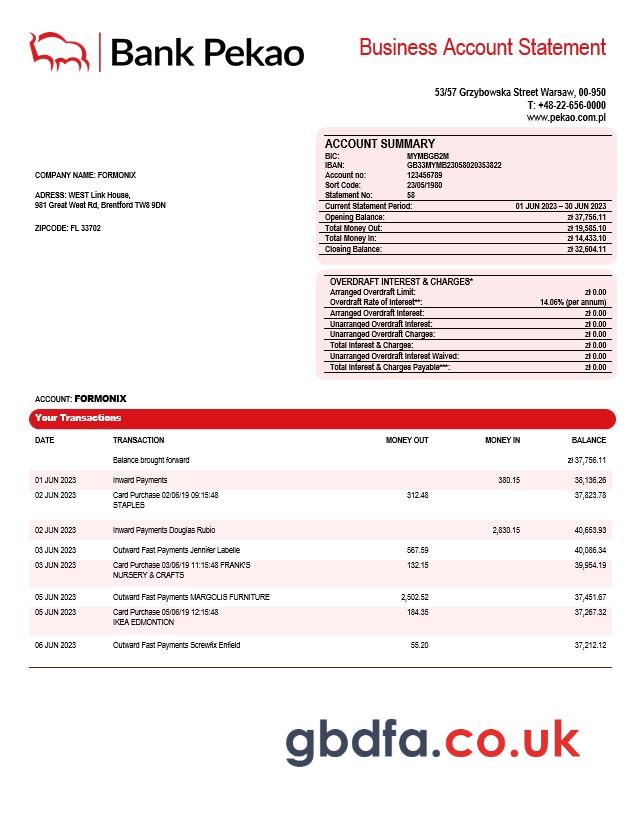 Bank Pekao
Business Account Statement
53/57 Grzybowska Street Warsaw, 00-950
T: +48-22-656-0000
www.pekao.com.pl
COMPANY NAME: FORMONIX
ADRESS: WEST Link House,
981 Great West Rd, Brentford TW8 9DN
ZIPCODE: FL 33702
ACCOUNT SUMMARY
BIC: MYMBGB2M
IBAN: GB33MYMB23058020353822
Account no: 123456789
Sort Code: 23/05/1980
Statement No: 58
Current Statement Period: 01 JUN 2023 – 30 JUN 2023
Opening Balance: zł 37,756.11
Total Money Out: zł 19,585.10
Total Money In: zł 14,433.10
Closing Balance: zł 32,604.11
OVERDRAFT INTEREST & CHARGES*
Arranged Overdraft Limit: zł 0.00
Overdraft Rate of Interest**: 14.06% (per annum)
Arranged Overdraft Interest: zł 0.00
Unarranged Overdraft Interest: zł 0.00
Unarranged Overdraft Charges: zł 0.00
Total Interest & Charges: zł 0.00
Unarranged Overdraft Interest Waived: zł 0.00
Total Interest & Charges Payable***: zł 0.00
ACCOUNT: FORMONIX
Your Transactions
DATE TRANSACTION MONEY OUT MONEY IN BALANCE
Balance brought forward zł 37,756.11
01 JUN 2023 Inward Payments 380.15 38,136.26
02 JUN 2023 Card Purchase 02/06/19 09:15:48 312.48 37,823.78
STAPLES
02 JUN 2023 Inward Payments Douglas Rubio 2,830.15 40,653.93
03 JUN 2023 Outward Fast Payments Jennifer Labelle 567.59 40,086.34
03 JUN 2023 Card Purchase 03/06/19 11:15:48 FRANK'S 132.15 39,954.19
NURSERY & CRAFTS
05 JUN 2023 Outward Fast Payments MARGOLIS FURNITURE 2,502.52 37,451.67
05 JUN 2023 Card Purchase 05/06/19 12:15:48 184.35 37,267.32
IKEA EDMONTION
06 JUN 2023 Outward Fast Payments Screwfix Enfield 55.20 37,212.12
gbdfa.co.uk